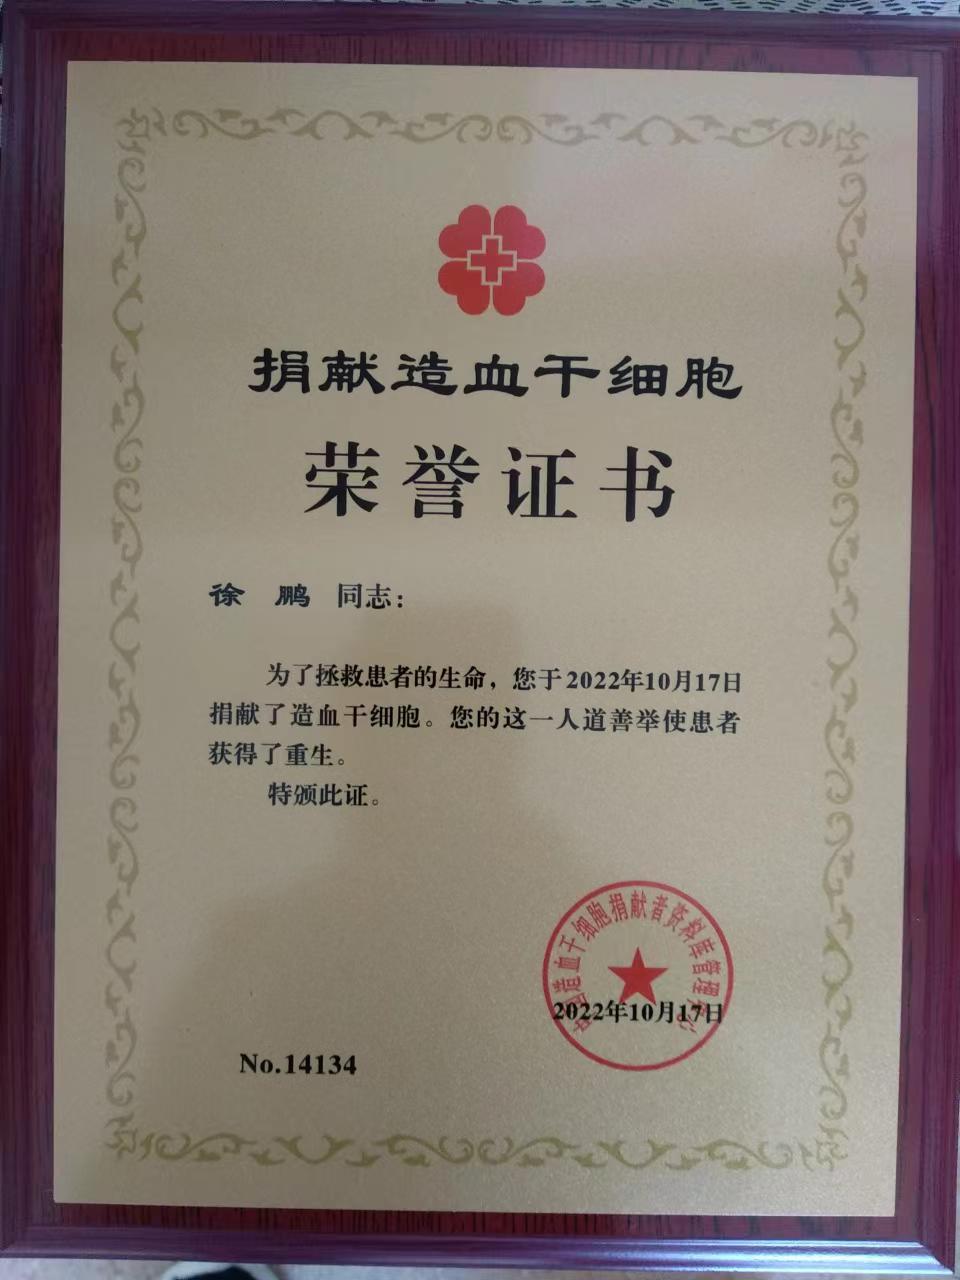 捐献造血干细胞
荣誉证书
徐 鹏 同志：
为了拯救患者的生命，您于2022年10月17日
捐献了造血干细胞。您的这一人道善举使患者
获得了重生。
特颁此证。
中国造血干细胞捐献者资料库管理中心
2022年10月17日
No.14134